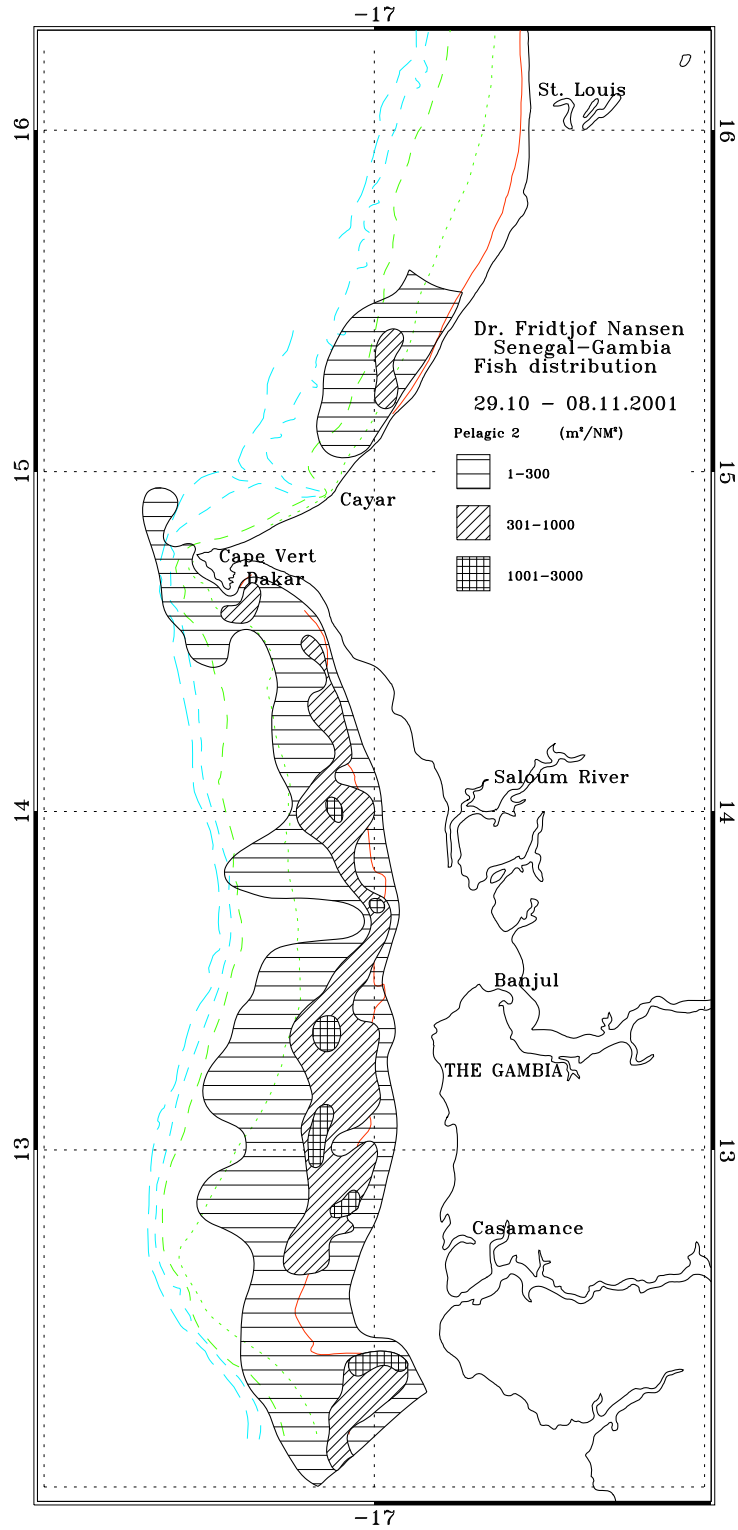 -17
St. Louis
16
16
Dr. Fridtjof Nansen
Senegal-Gambia
Fish distribution
29.10 - 08.11.2001
Pelagic 2 (m²/NM²)
15
15
1-300
Cayar
301-1000
Cape Vert
Dakar
1001-3000
Saloum River
14
14
Banjul
THE GAMBIA
13
13
Casamance
-17